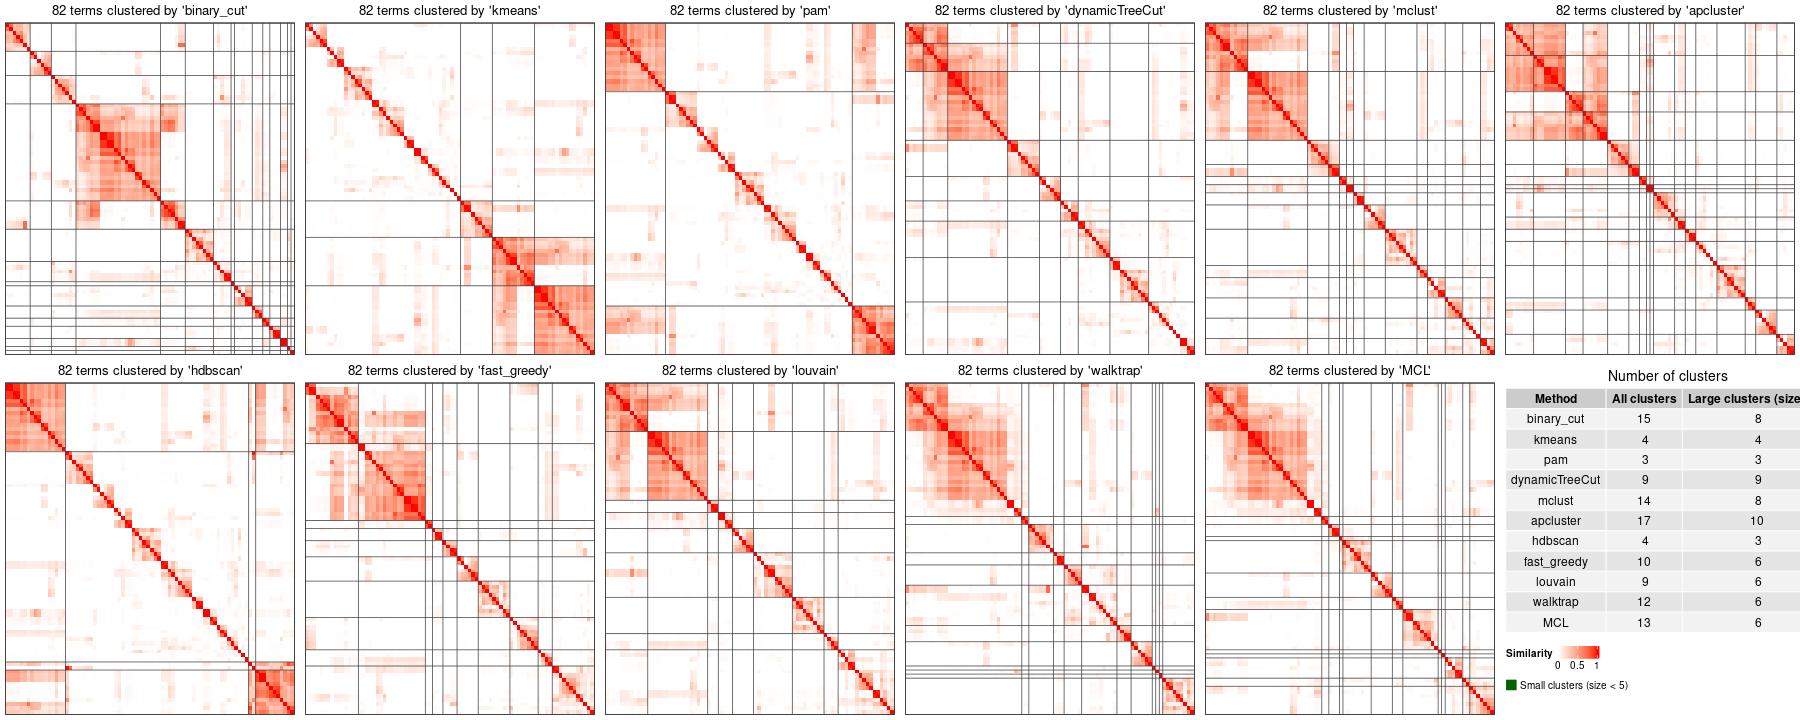 82 terms clustered by 'binary_cut'
82 terms clustered by 'kmeans'
82 terms clustered by 'pam'
82 terms clustered by 'dynamicTreeCut'
82 terms clustered by 'mclust'
82 terms clustered by 'apcluster'
82 terms clustered by 'hdbscan'
82 terms clustered by 'fast_greedy'
82 terms clustered by 'louvain'
82 terms clustered by 'walktrap'
82 terms clustered by 'MCL'
Number of clusters
Method All clusters Large clusters (size
binary_cut 15 8
kmeans 4 4
pam 3 3
dynamicTreeCut 9 9
mclust 14 8
apcluster 17 10
hdbscan 4 3
fast_greedy 10 6
louvain 9 6
walktrap 12 6
MCL 13 6
Similarity
0 0.5 1
Small clusters (size < 5)